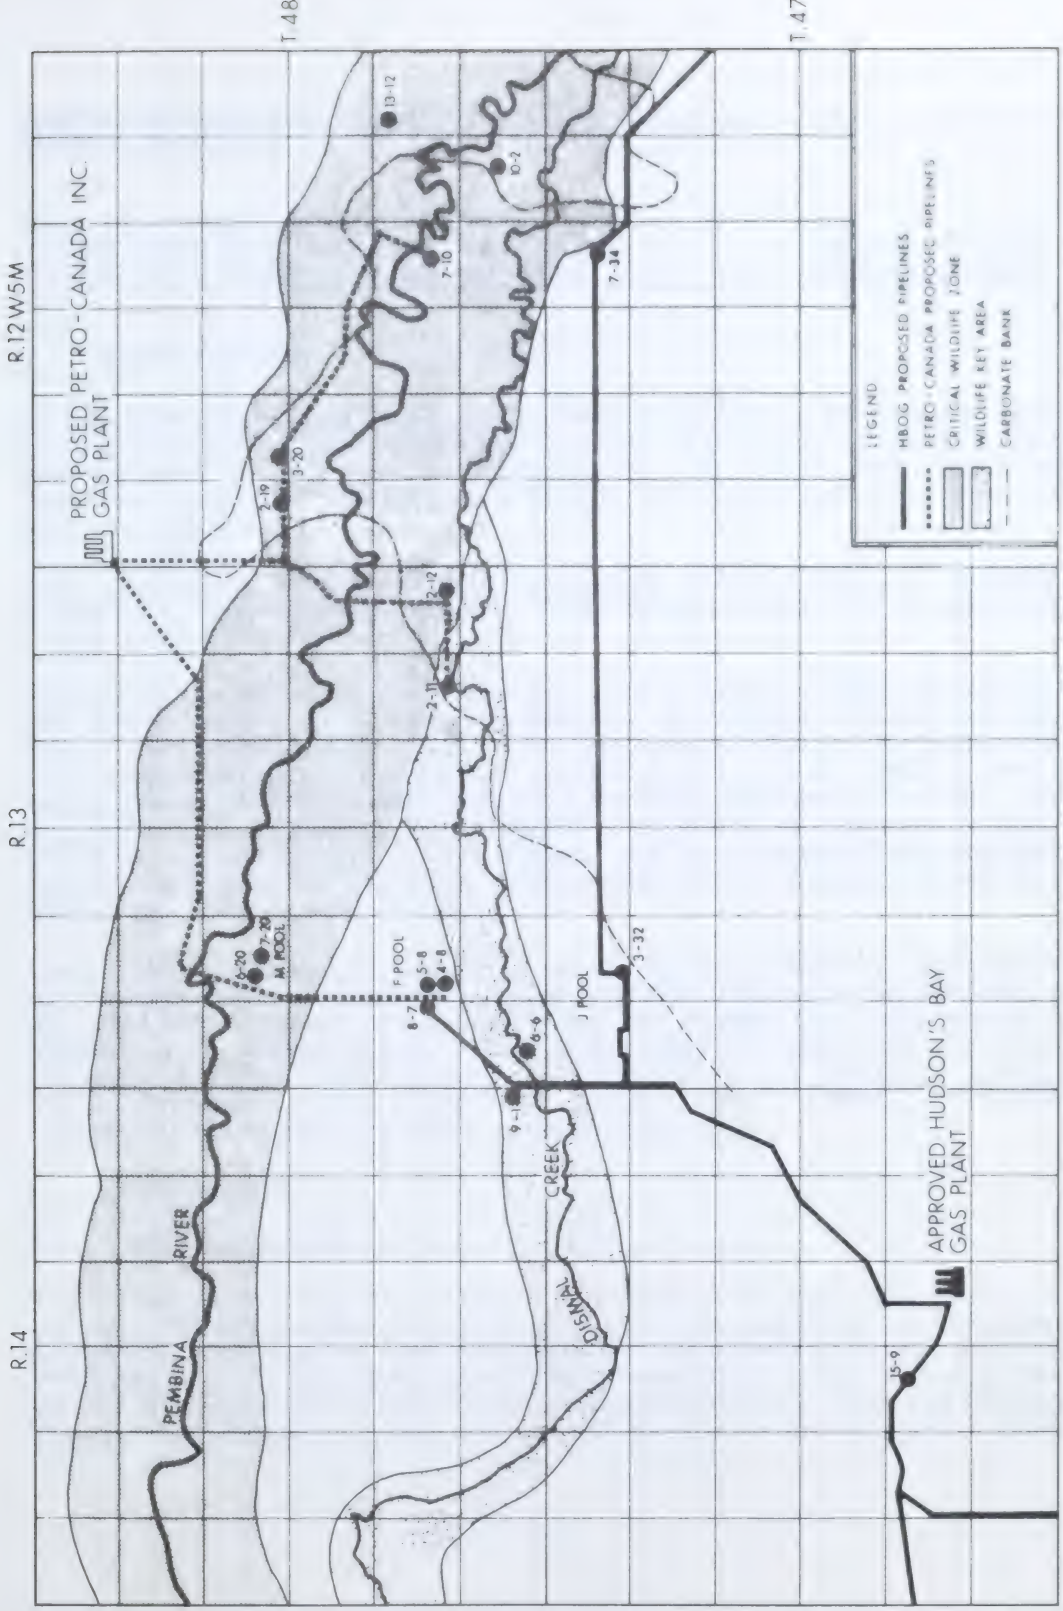 R.14
R.13
R.12 W5M
T.48
T.47
PROPOSED PETRO-CANADA INC.
GAS PLANT
PEMBINA
RIVER
6-20
7-20
M POOL
2-19
3-20
7-10
13-12
10-2
F POOL
8-7
5-8
4-8
2-11
2-12
9-1
6-6
CREEK
DISMAL
J POOL
3-32
7-34
15-9
APPROVED HUDSON'S BAY
GAS PLANT
LEGEND
HBOG PROPOSED PIPELINES
PETRO-CANADA PROPOSED PIPELINES
CRITICAL WILDLIFE ZONE
WILDLIFE KEY AREA
CARBONATE BANK